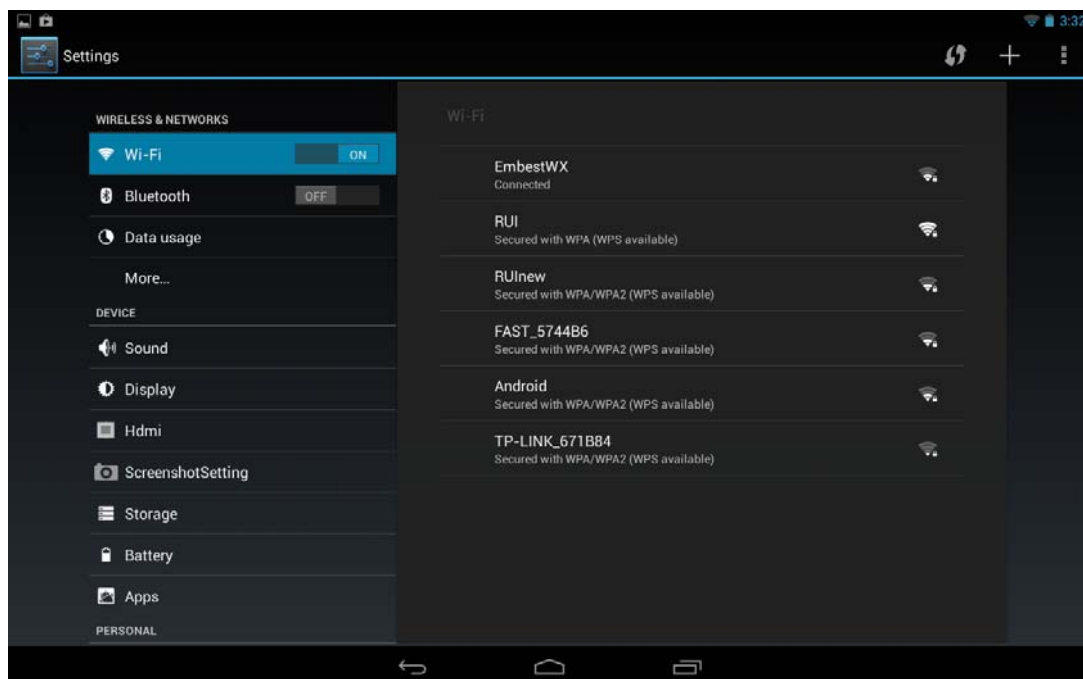 3:32
Settings
WIRELESS & NETWORKS
Wi-Fi
ON
Bluetooth
OFF
Data usage
More...
DEVICE
Sound
Display
Hdmi
ScreenshotSetting
Storage
Battery
Apps
PERSONAL
Wi-Fi
EmbestWX
Connected
RUI
Secured with WPA (WPS available)
RUInew
Secured with WPA/WPA2 (WPS available)
FAST_5744B6
Secured with WPA/WPA2 (WPS available)
Android
Secured with WPA/WPA2 (WPS available)
TP-LINK_671B84
Secured with WPA/WPA2 (WPS available)